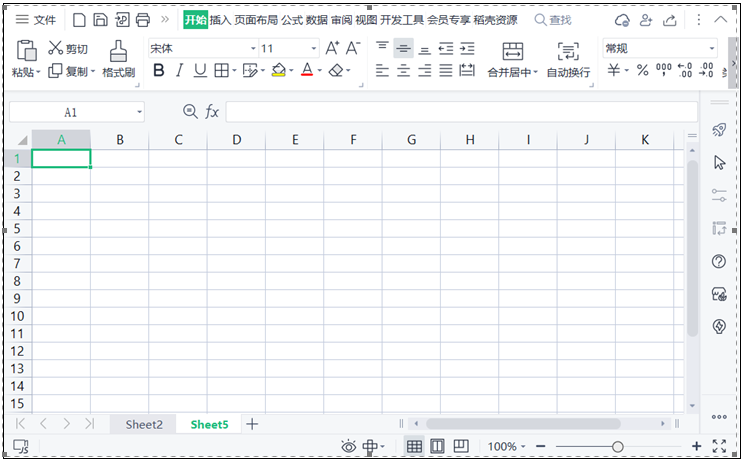 文件 开始 插入 页面布局 公式 数据 审阅 视图 开发工具 会员专享 稻壳资源 查找
剪切 宋体 11 A+ A- 常规
粘贴 复制 格式刷 B I U A 合并居中 自动换行 ¥ % 000 .00 .0
A1 fx
A B C D E F G H I J K
1
2
3
4
5
6
7
8
9
10
11
12
13
14
15
Sheet2 Sheet5
100%